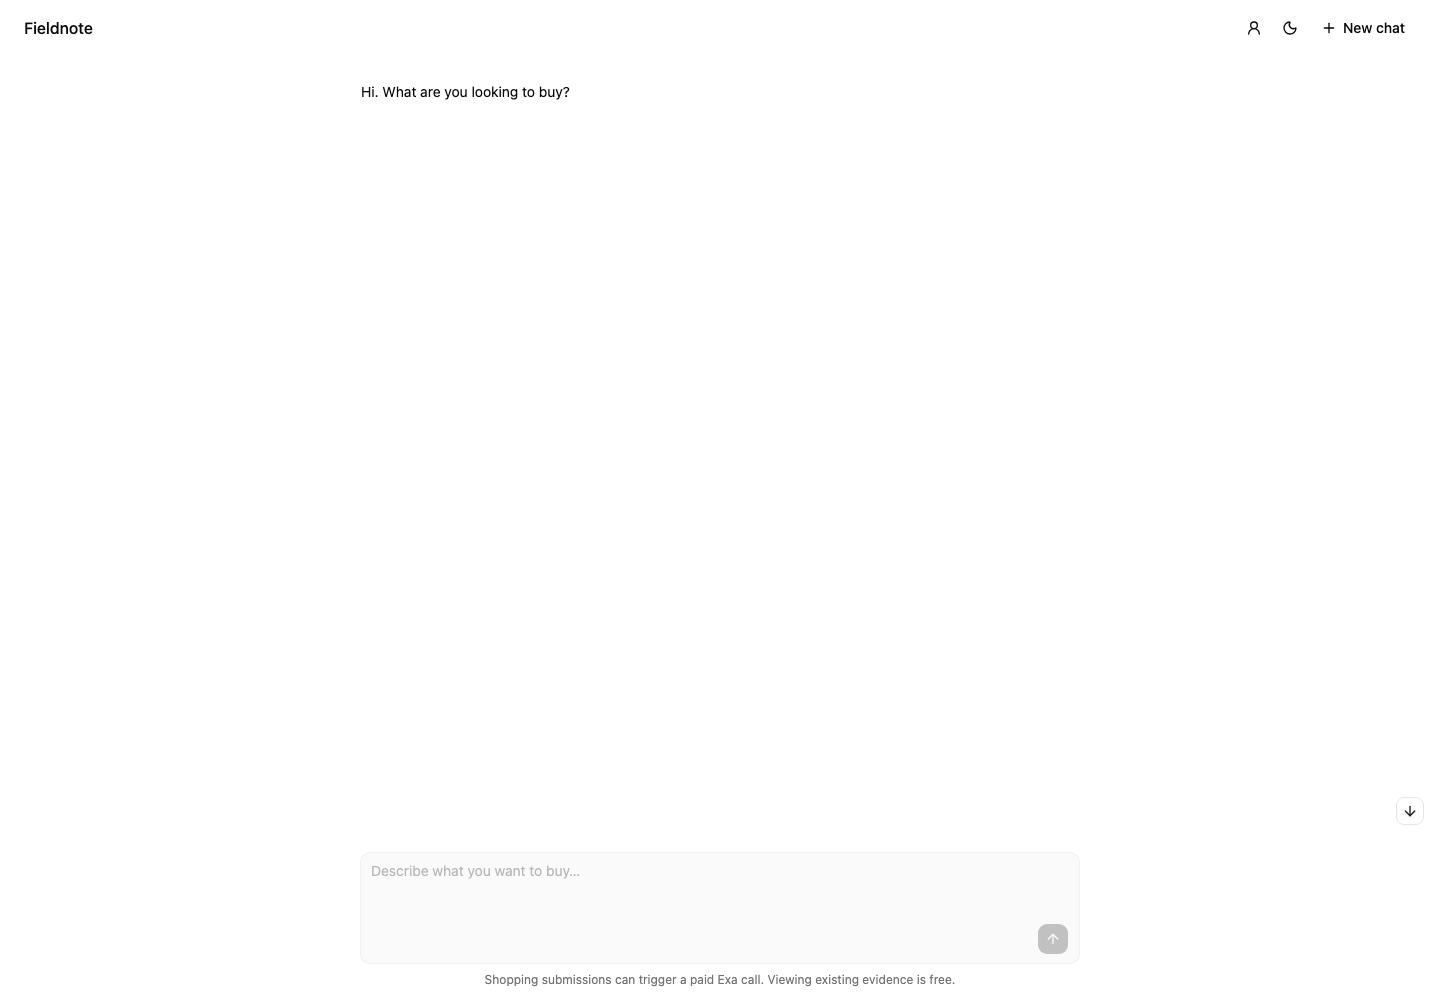 Fieldnote
New chat
Hi. What are you looking to buy?
Describe what you want to buy...
Shopping submissions can trigger a paid Exa call. Viewing existing evidence is free.